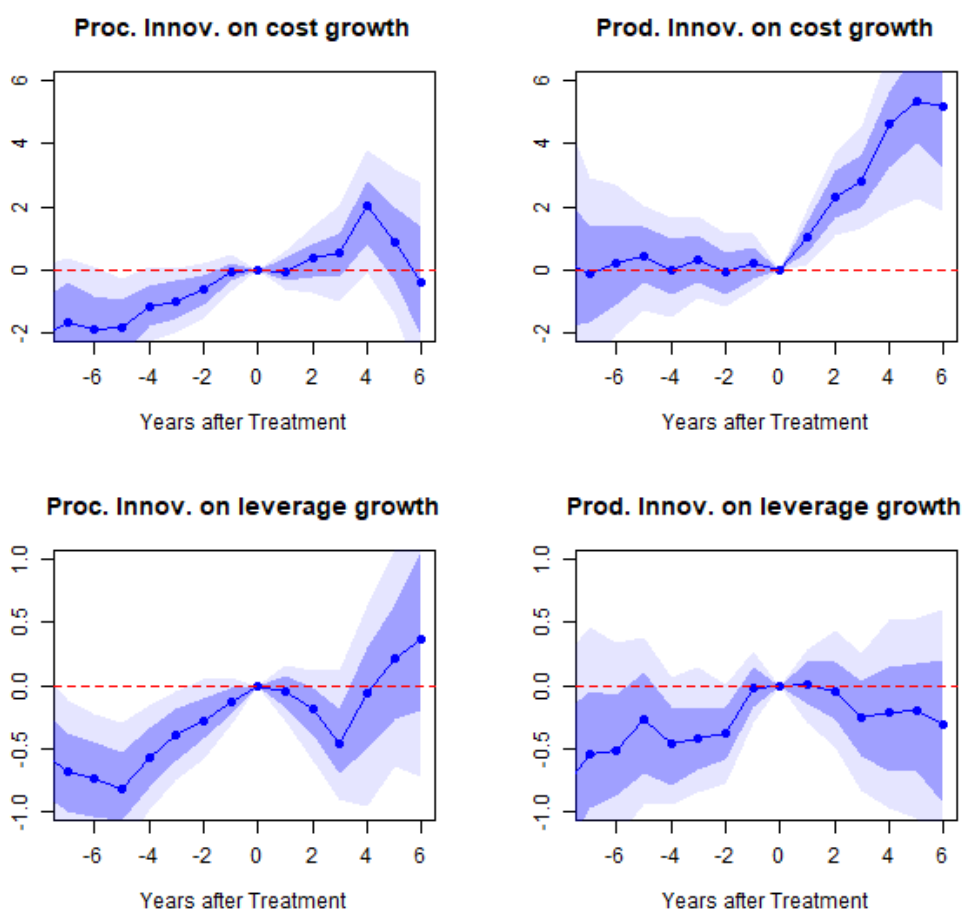 Proc. Innov. on cost growth
6
4
2
0
-2
-6 -4 -2 0 2 4 6
Years after Treatment
Prod. Innov. on cost growth
6
4
2
0
-2
-6 -4 -2 0 2 4 6
Years after Treatment
Proc. Innov. on leverage growth
1.0
0.5
0.0
-0.5
-1.0
-6 -4 -2 0 2 4 6
Years after Treatment
Prod. Innov. on leverage growth
1.0
0.5
0.0
-0.5
-1.0
-6 -4 -2 0 2 4 6
Years after Treatment